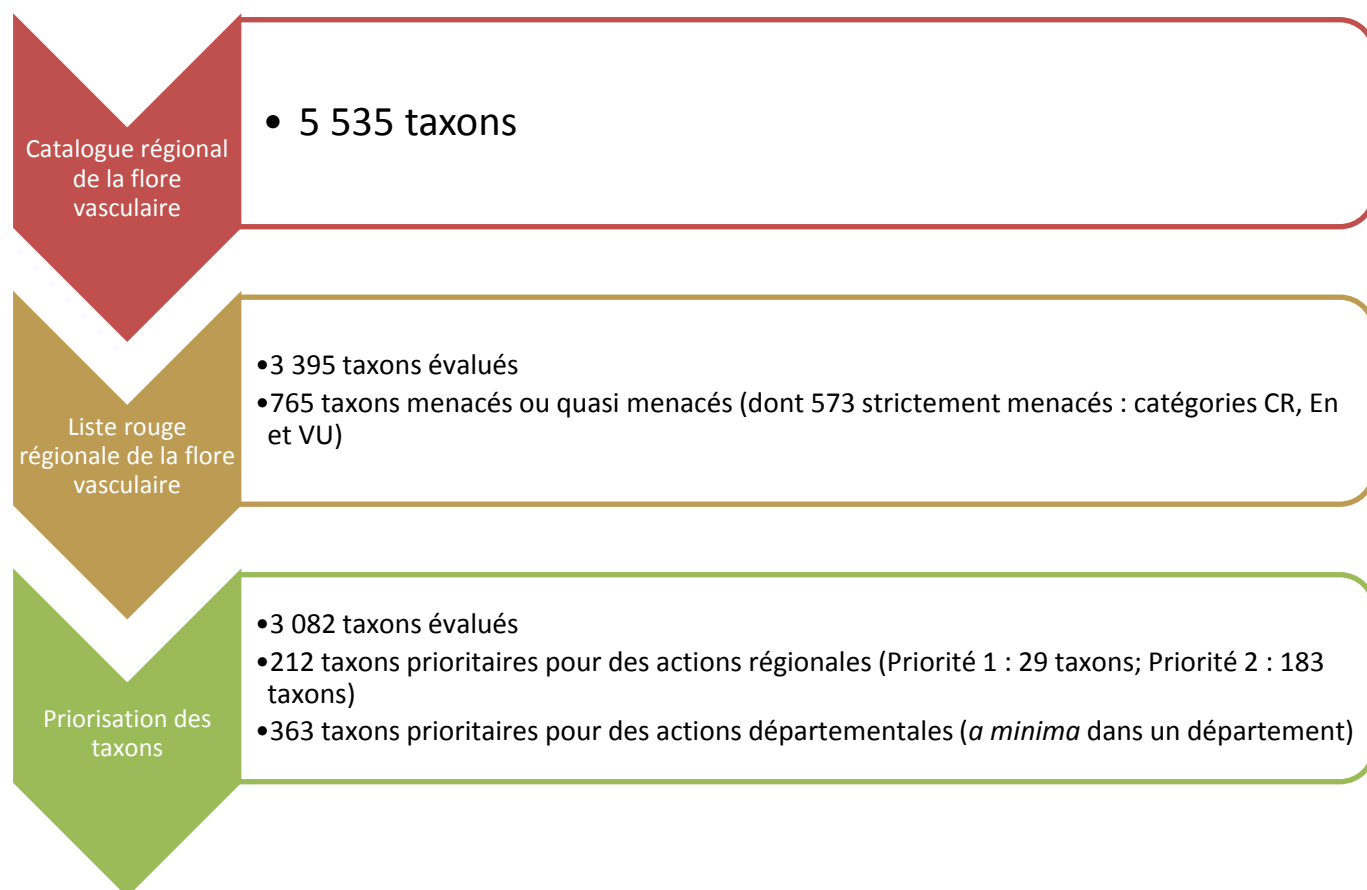 Catalogue régional
de la flore
vasculaire
• 5 535 taxons
Liste rouge
régionale de la flore
vasculaire
•3 395 taxons évalués
•765 taxons menacés ou quasi menacés (dont 573 strictement menacés : catégories CR, En
et VU)
Priorisation des
taxons
•3 082 taxons évalués
•212 taxons prioritaires pour des actions régionales (Priorité 1 : 29 taxons; Priorité 2 : 183
taxons)
•363 taxons prioritaires pour des actions départementales (a minima dans un département)